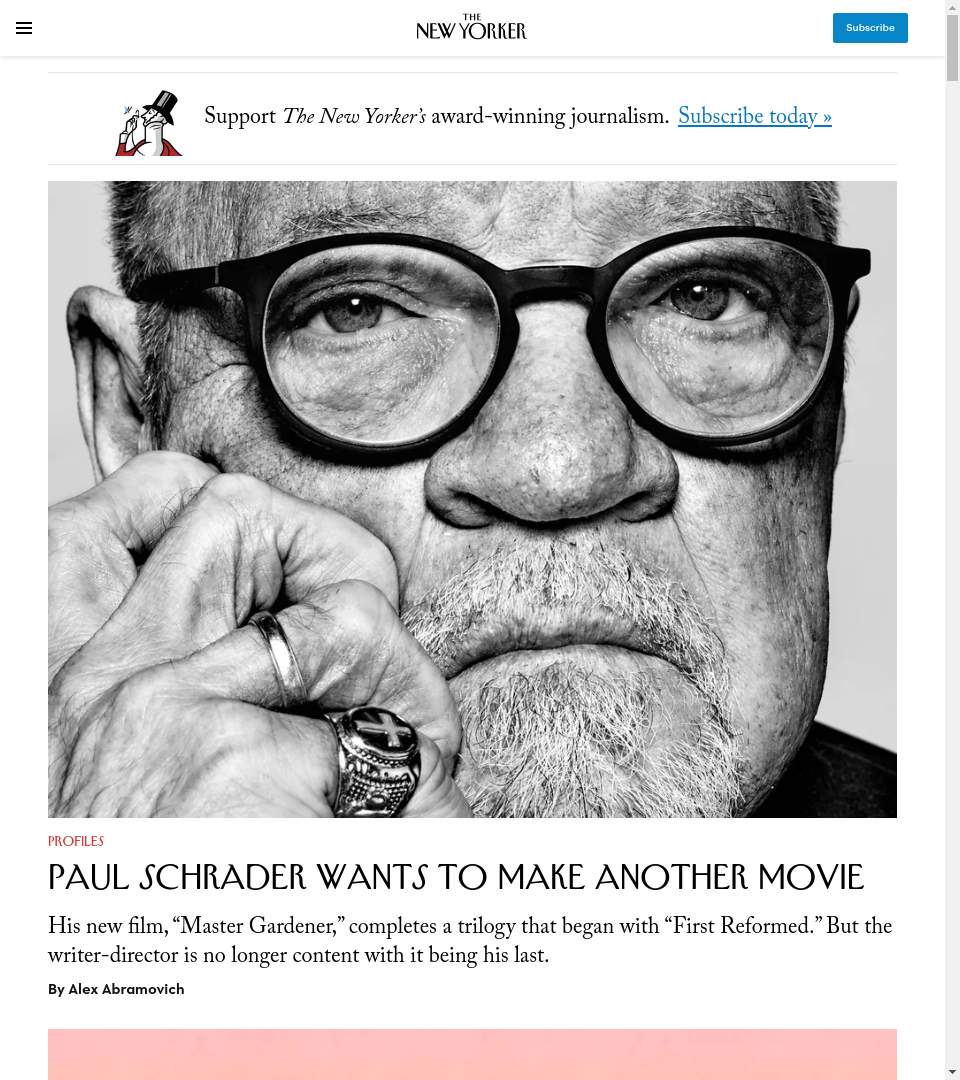 THE
NEW YORKER
Subscribe
Support The New Yorker’s award-winning journalism. Subscribe today »
PROFILES
PAUL SCHRADER WANTS TO MAKE ANOTHER MOVIE
His new film, “Master Gardener,” completes a trilogy that began with “First Reformed.” But the
writer-director is no longer content with it being his last.
By Alex Abramovich